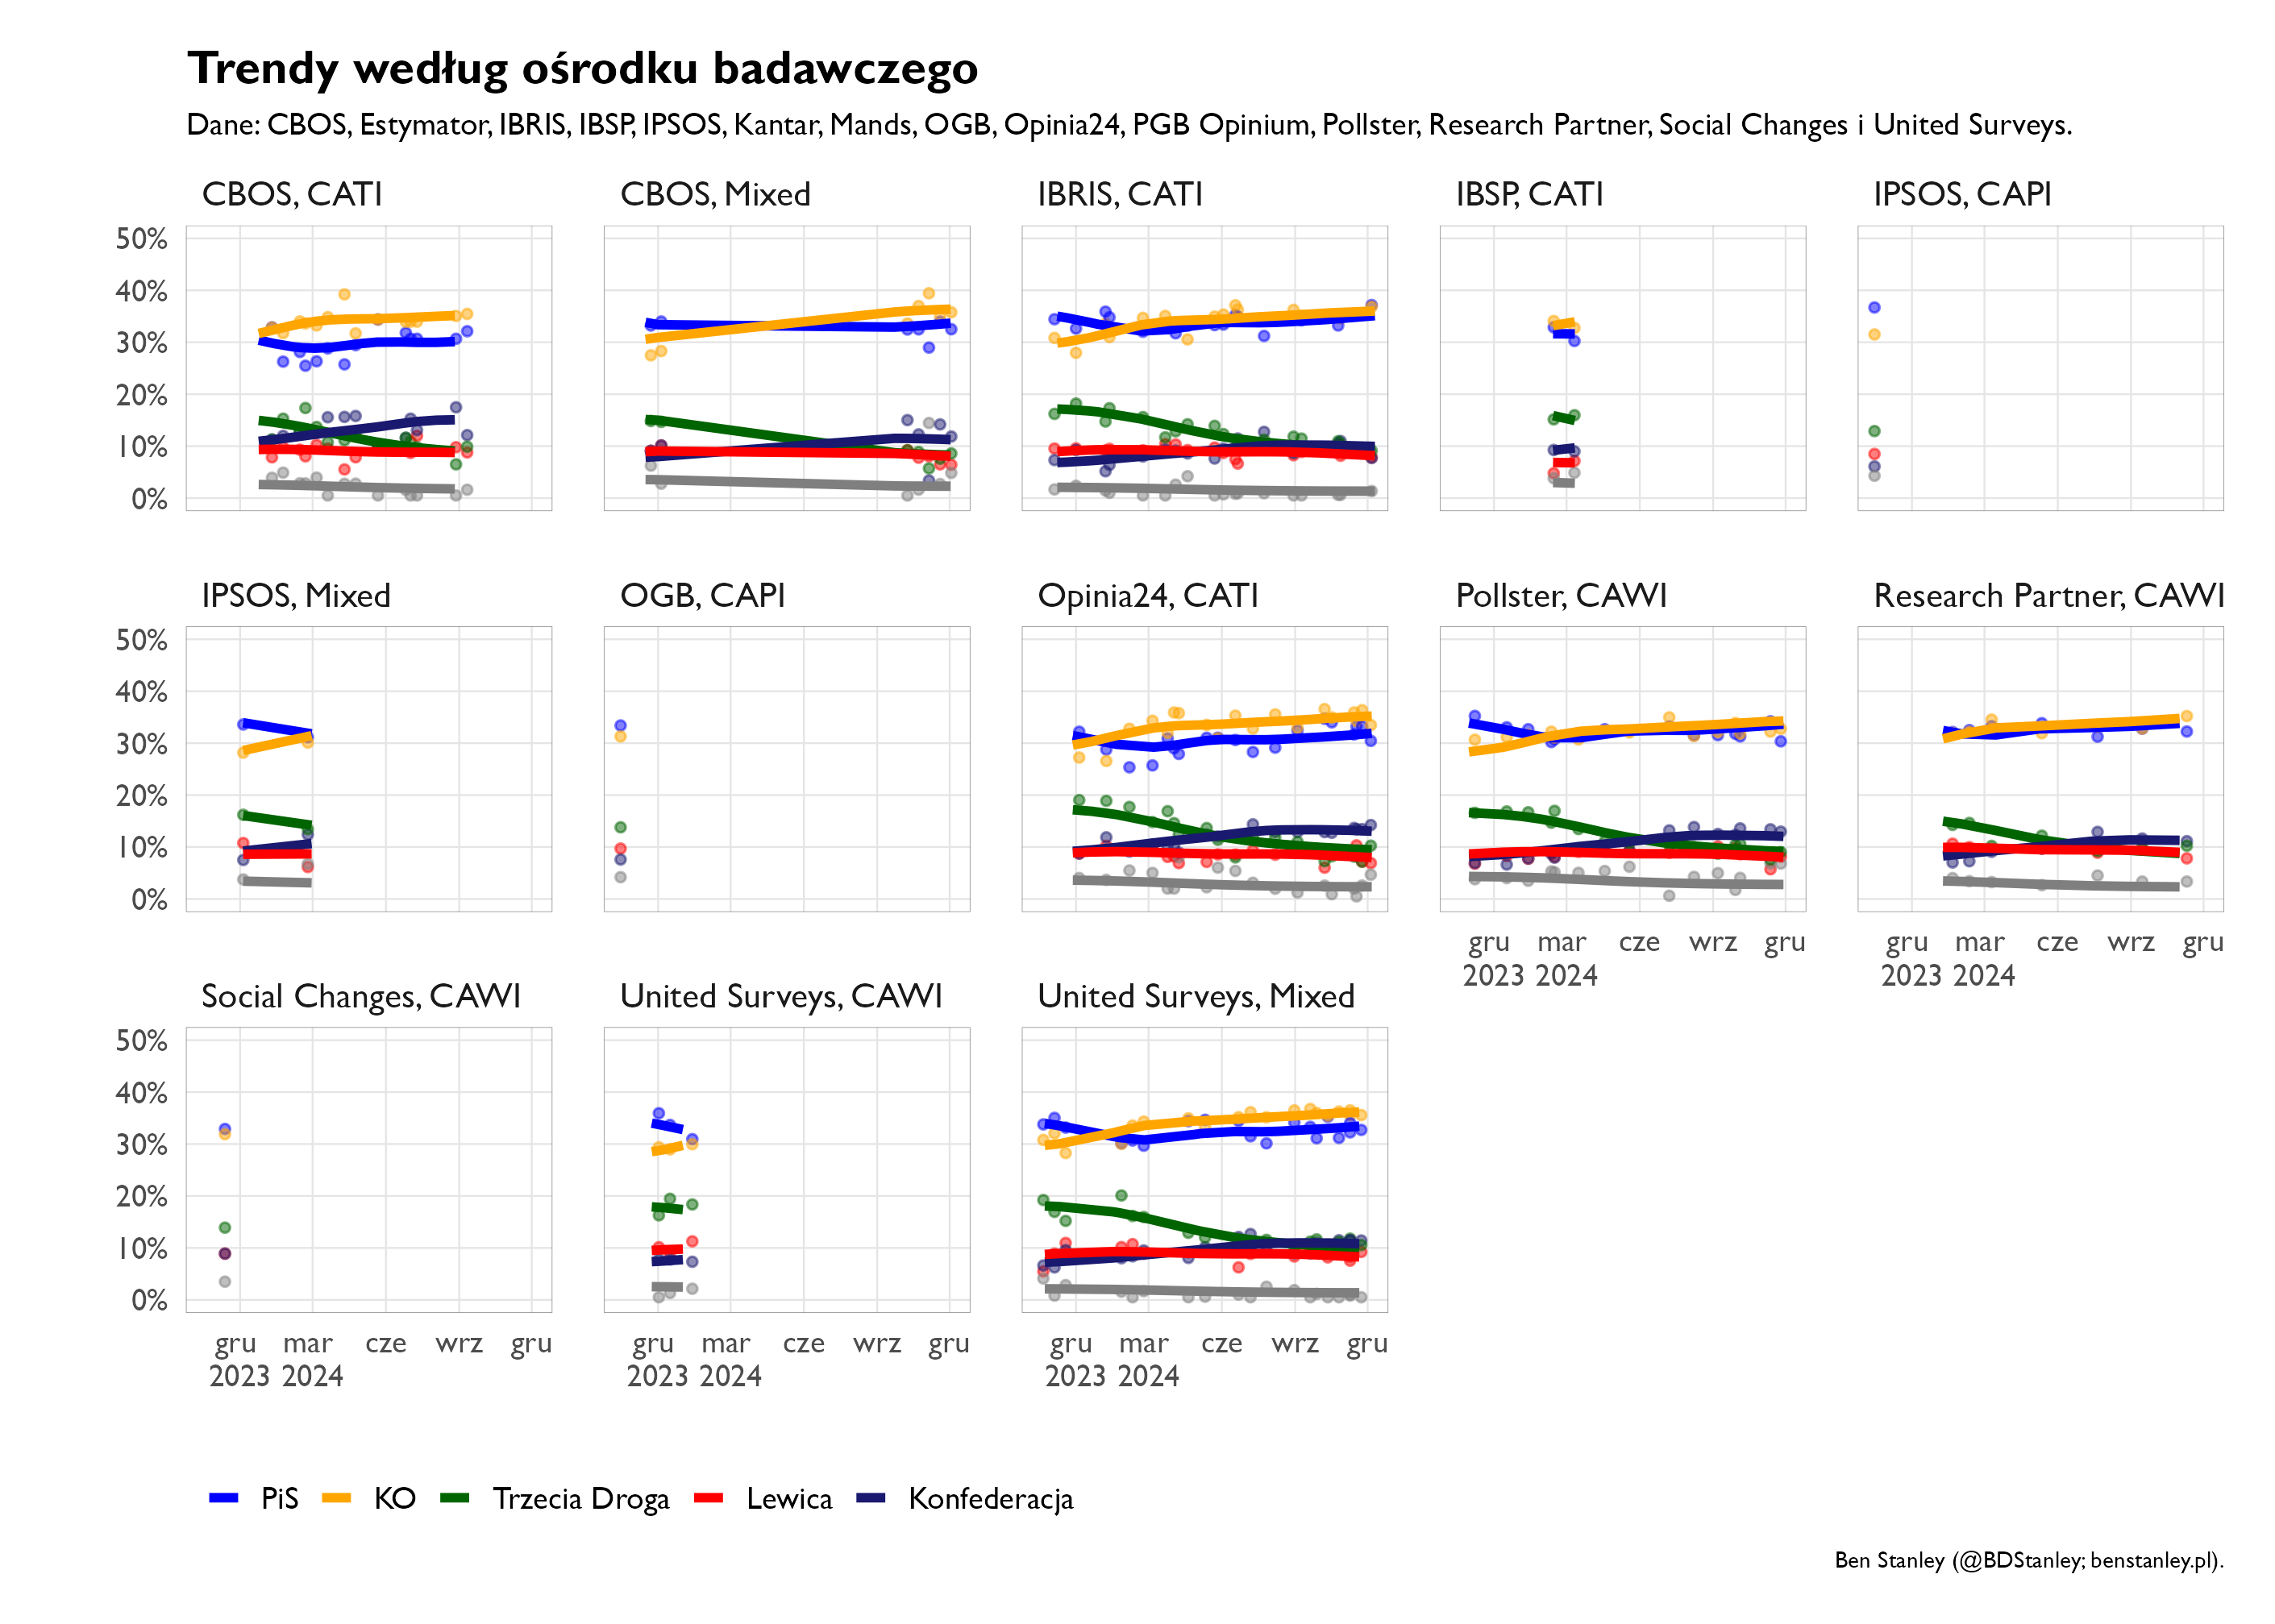 Trendy według ośrodku badawczego
Dane: CBOS, Estymator, IBRIS, IBSP, IPSOS, Kantar, Mands, OGB, Opinia24, PGB Opinium, Pollster, Research Partner, Social Changes i United Surveys.
CBOS, CATI
CBOS, Mixed
IBRIS, CATI
IBSP, CATI
IPSOS, CAPI
50%
40%
30%
20%
10%
0%
IPSOS, Mixed
OGB, CAPI
Opinia24, CATI
Pollster, CAWI
Research Partner, CAWI
50%
40%
30%
20%
10%
0%
gru mar cze wrz gru
2023 2024
gru mar cze wrz gru
2023 2024
Social Changes, CAWI
United Surveys, CAWI
United Surveys, Mixed
50%
40%
30%
20%
10%
0%
gru mar cze wrz gru
2023 2024
gru mar cze wrz gru
2023 2024
gru mar cze wrz gru
2023 2024
PiS KO Trzecia Droga Lewica Konfederacja
Ben Stanley (@BDStanley; benstanley.pl).